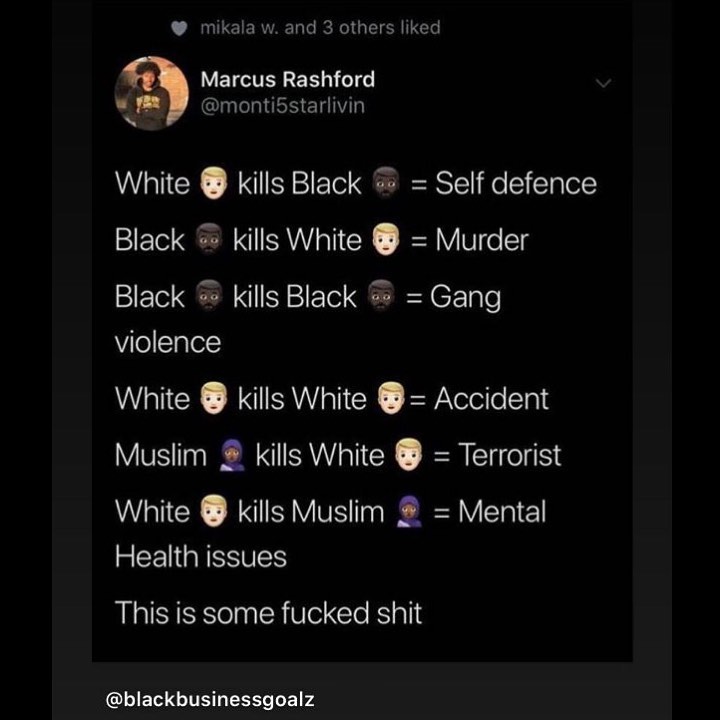 mikala w. and 3 others liked
Marcus Rashford
@monti5starlivin
White 👨🏼 kills Black 🧔🏿 = Self defence
Black 🧔🏿 kills White 👨🏼 = Murder
Black 🧔🏿 kills Black 🧔🏿 = Gang
violence
White 👨🏼 kills White 👨🏼= Accident
Muslim 🧕🏾 kills White 👨🏼 = Terrorist
White 👨🏼 kills Muslim 🧕🏾 = Mental
Health issues
This is some fucked shit
@blackbusinessgoalz